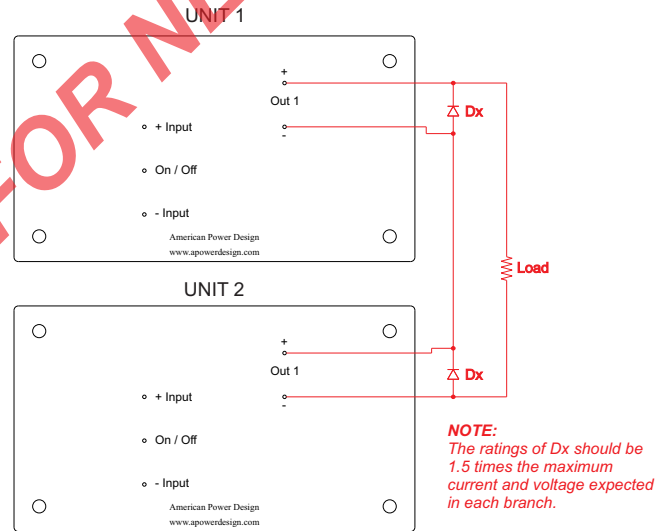 UNIT 1
+
Out 1
-
+ Input
On / Off
- Input
American Power Design
www.apowerdesign.com
Dx
Load
UNIT 2
+
Out 1
-
+ Input
On / Off
- Input
American Power Design
www.apowerdesign.com
Dx
NOTE:
The ratings of Dx should be
1.5 times the maximum
current and voltage expected
in each branch.
FOR